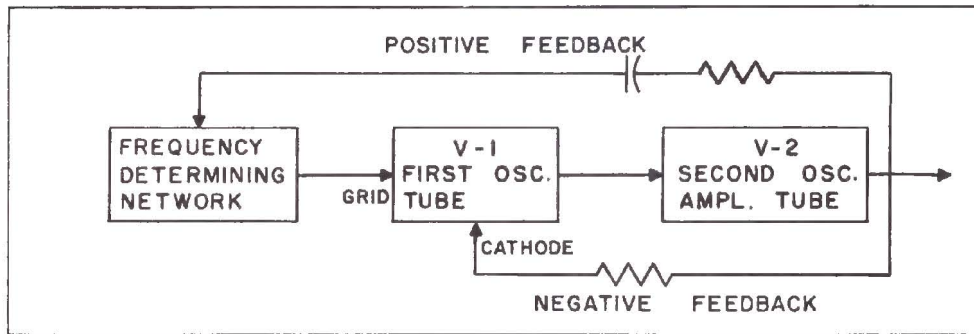 POSITIVE FEEDBACK
FREQUENCY
DETERMINING
NETWORK
GRID
V-1
FIRST OSC.
TUBE
V-2
SECOND OSC.
AMPL. TUBE
CATHODE
NEGATIVE FEEDBACK